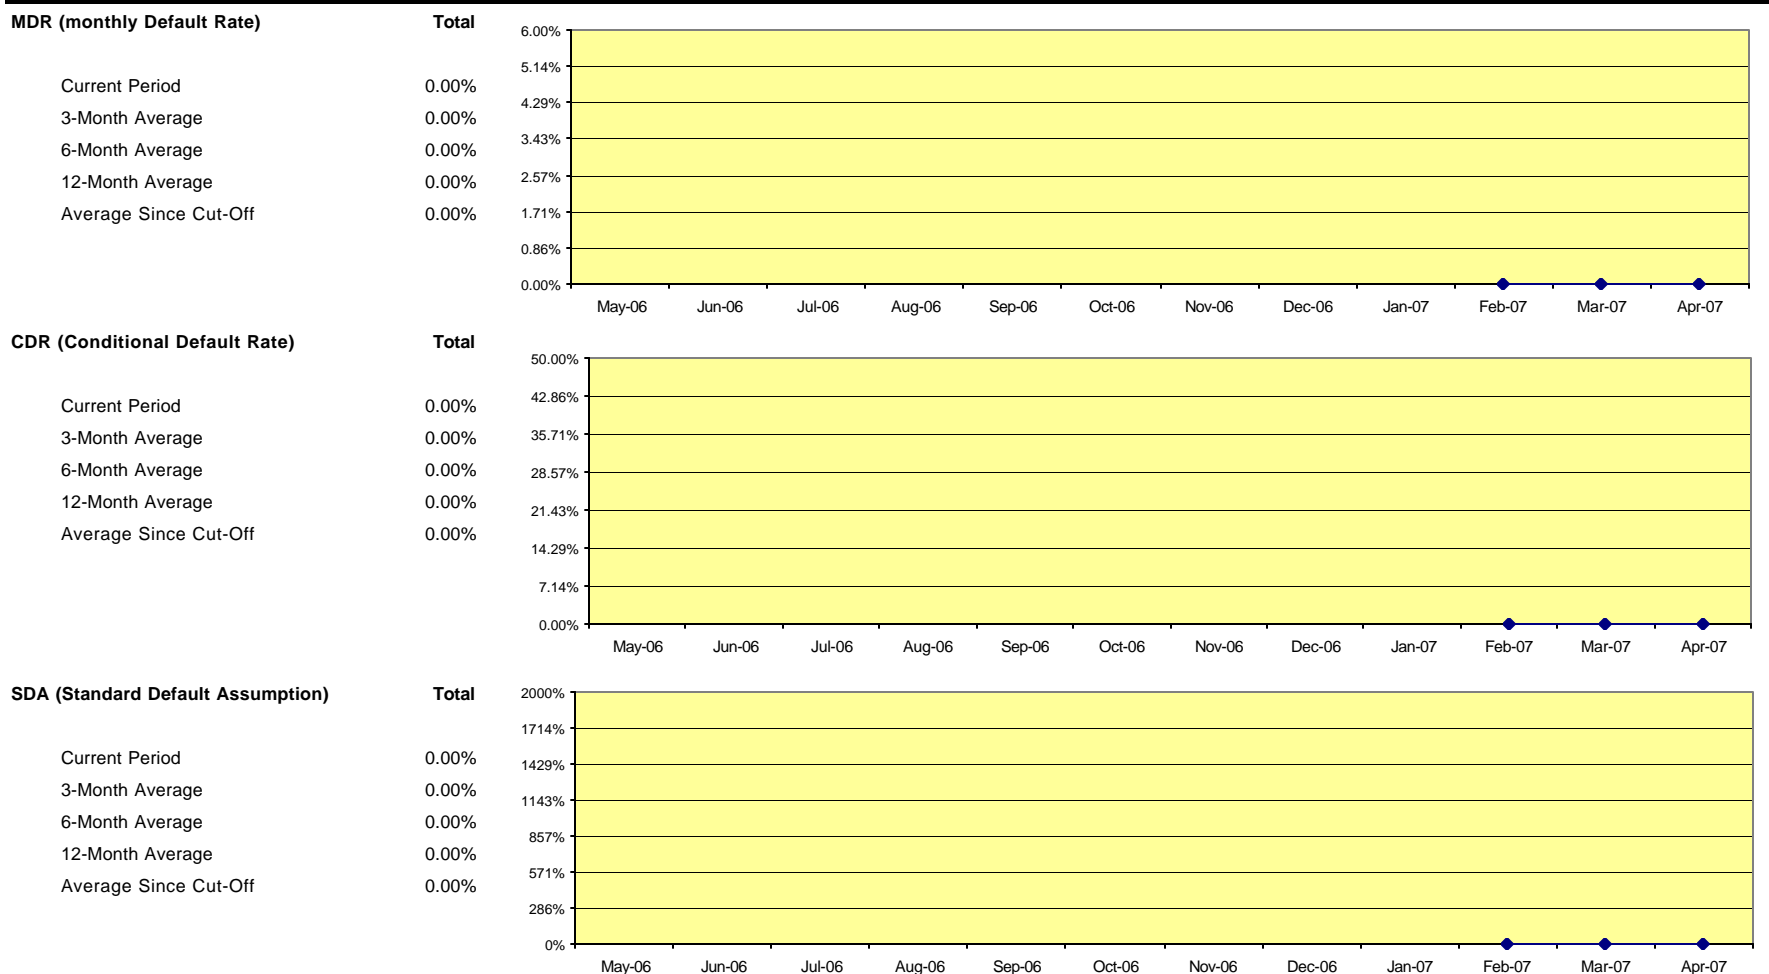 MDR (monthly Default Rate) Total
Current Period 0.00%
3-Month Average 0.00%
6-Month Average 0.00%
12-Month Average 0.00%
Average Since Cut-Off 0.00%
6.00%
5.14%
4.29%
3.43%
2.57%
1.71%
0.86%
0.00%
May-06 Jun-06 Jul-06 Aug-06 Sep-06 Oct-06 Nov-06 Dec-06 Jan-07 Feb-07 Mar-07 Apr-07
CDR (Conditional Default Rate) Total
Current Period 0.00%
3-Month Average 0.00%
6-Month Average 0.00%
12-Month Average 0.00%
Average Since Cut-Off 0.00%
50.00%
42.86%
35.71%
28.57%
21.43%
14.29%
7.14%
0.00%
May-06 Jun-06 Jul-06 Aug-06 Sep-06 Oct-06 Nov-06 Dec-06 Jan-07 Feb-07 Mar-07 Apr-07
SDA (Standard Default Assumption) Total
Current Period 0.00%
3-Month Average 0.00%
6-Month Average 0.00%
12-Month Average 0.00%
Average Since Cut-Off 0.00%
2000%
1714%
1429%
1143%
857%
571%
286%
0%
May-06 Jun-06 Jul-06 Aug-06 Sep-06 Oct-06 Nov-06 Dec-06 Jan-07 Feb-07 Mar-07 Apr-07